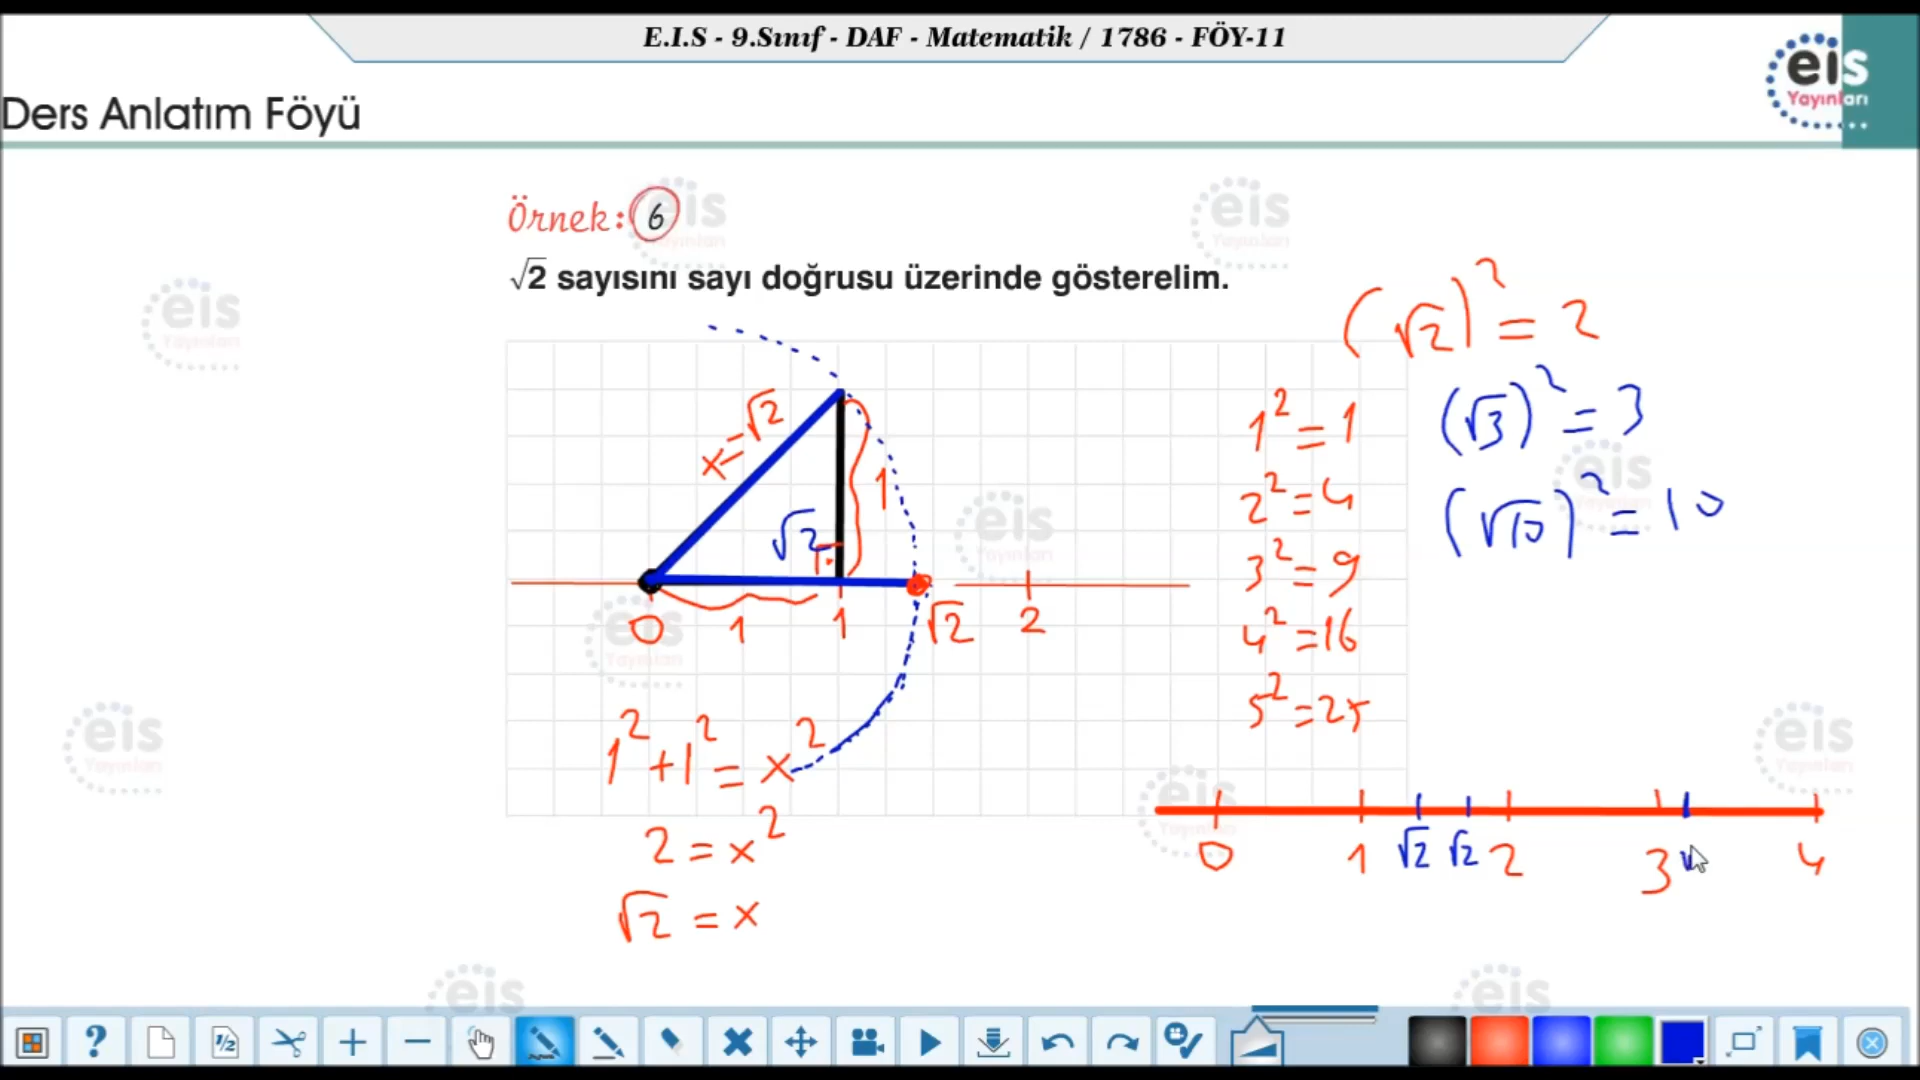 E.I.S - 9.Sınıf - DAF - Matematik / 1786 - FÖY-11
eis
Yayınları
Ders Anlatım Föyü
Örnek: 6
√2 sayısını sayı doğrusu üzerinde gösterelim.
(√2)² = 2
(√3)² = 3
(√10)² = 10
1² = 1
2² = 4
3² = 9
4² = 16
5² = 25
x = √2
1
√2
0 1 1 √2 2
1² + 1² = x²
2 = x²
√2 = x
0 1 √2 √2 2 3 4